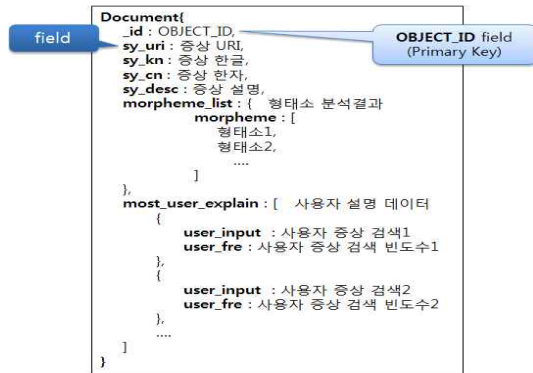 Document{
_id : OBJECT_ID,
field
OBJECT_ID field
(Primary Key)
sy_uri : 증상 URI,
sy_kn : 증상 한글,
sy_cn : 증상 한자,
sy_desc : 증상 설명,
morpheme_list : { 형태소 분석결과
morpheme : [
형태소1,
형태소2,
....
]
},
most_user_explain : [ 사용자 설명 데이터
{
user_input : 사용자 증상 검색1
user_fre : 사용자 증상 검색 빈도수1
},
{
user_input : 사용자 증상 검색2
user_fre : 사용자 증상 검색 빈도수2
},
....
]
}